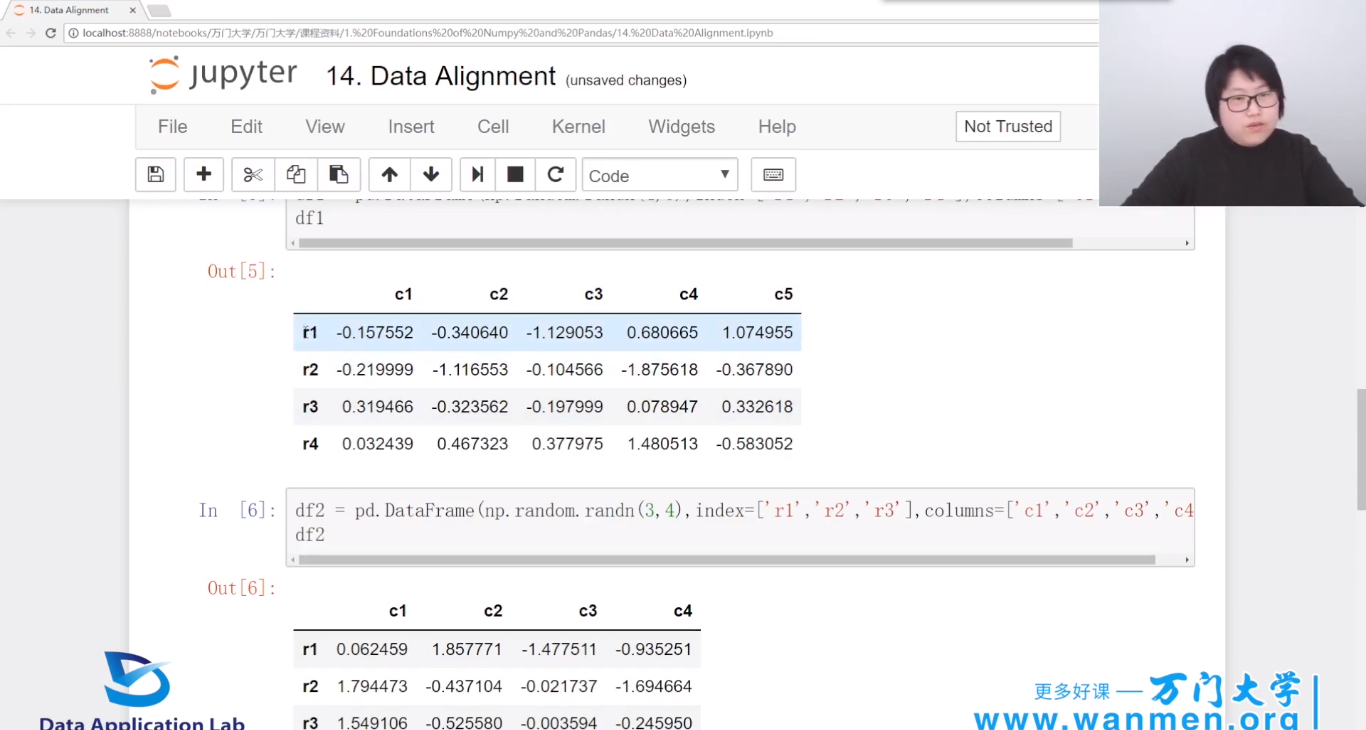 14. Data Alignment
localhost:8888/notebooks/万门大学/万门大学/课程资料/1.%20Foundations%20of%20Numpy%20and%20Pandas/14.%20Data%20Alignment.ipynb
jupyter 14. Data Alignment (unsaved changes)
File Edit View Insert Cell Kernel Widgets Help Not Trusted
Code
df1
Out[5]:
c1 c2 c3 c4 c5
r1 -0.157552 -0.340640 -1.129053 0.680665 1.074955
r2 -0.219999 -1.116553 -0.104566 -1.875618 -0.367890
r3 0.319466 -0.323562 -0.197999 0.078947 0.332618
r4 0.032439 0.467323 0.377975 1.480513 -0.583052
In [6]: df2 = pd.DataFrame(np.random.randn(3,4),index=['r1','r2','r3'],columns=['c1','c2','c3','c4
df2
Out[6]:
c1 c2 c3 c4
r1 0.062459 1.857771 -1.477511 -0.935251
r2 1.794473 -0.437104 -0.021737 -1.694664
r3 1.549106 -0.525580 -0.003594 -0.245950
Data Application Lab
更多好课 — 万门大学
www.wanmen.org